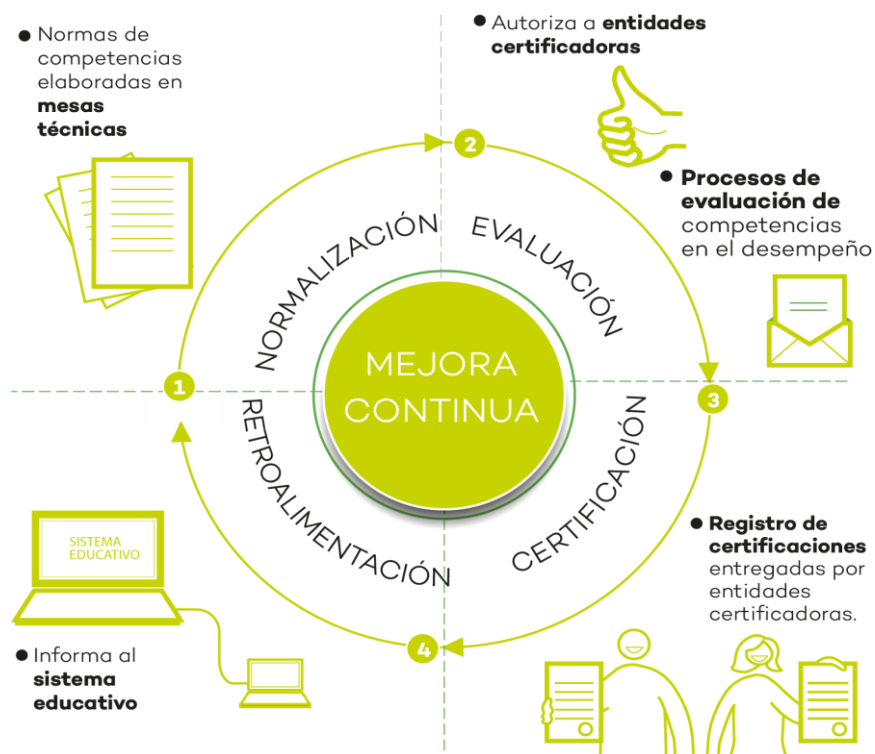 ● Normas de
competencias
elaboradas en
mesas
técnicas
● Autoriza a entidades
certificadoras
● Procesos de
evaluación de
competencias
en el desempeño
1
NORMALIZACIÓN
2
EVALUACIÓN
MEJORA
CONTINUA
3
CERTIFICACIÓN
4
RETROALIMENTACIÓN
● Registro de
certificaciones
entregadas por
entidades
certificadoras.
SISTEMA
EDUCATIVO
● Informa al
sistema
educativo